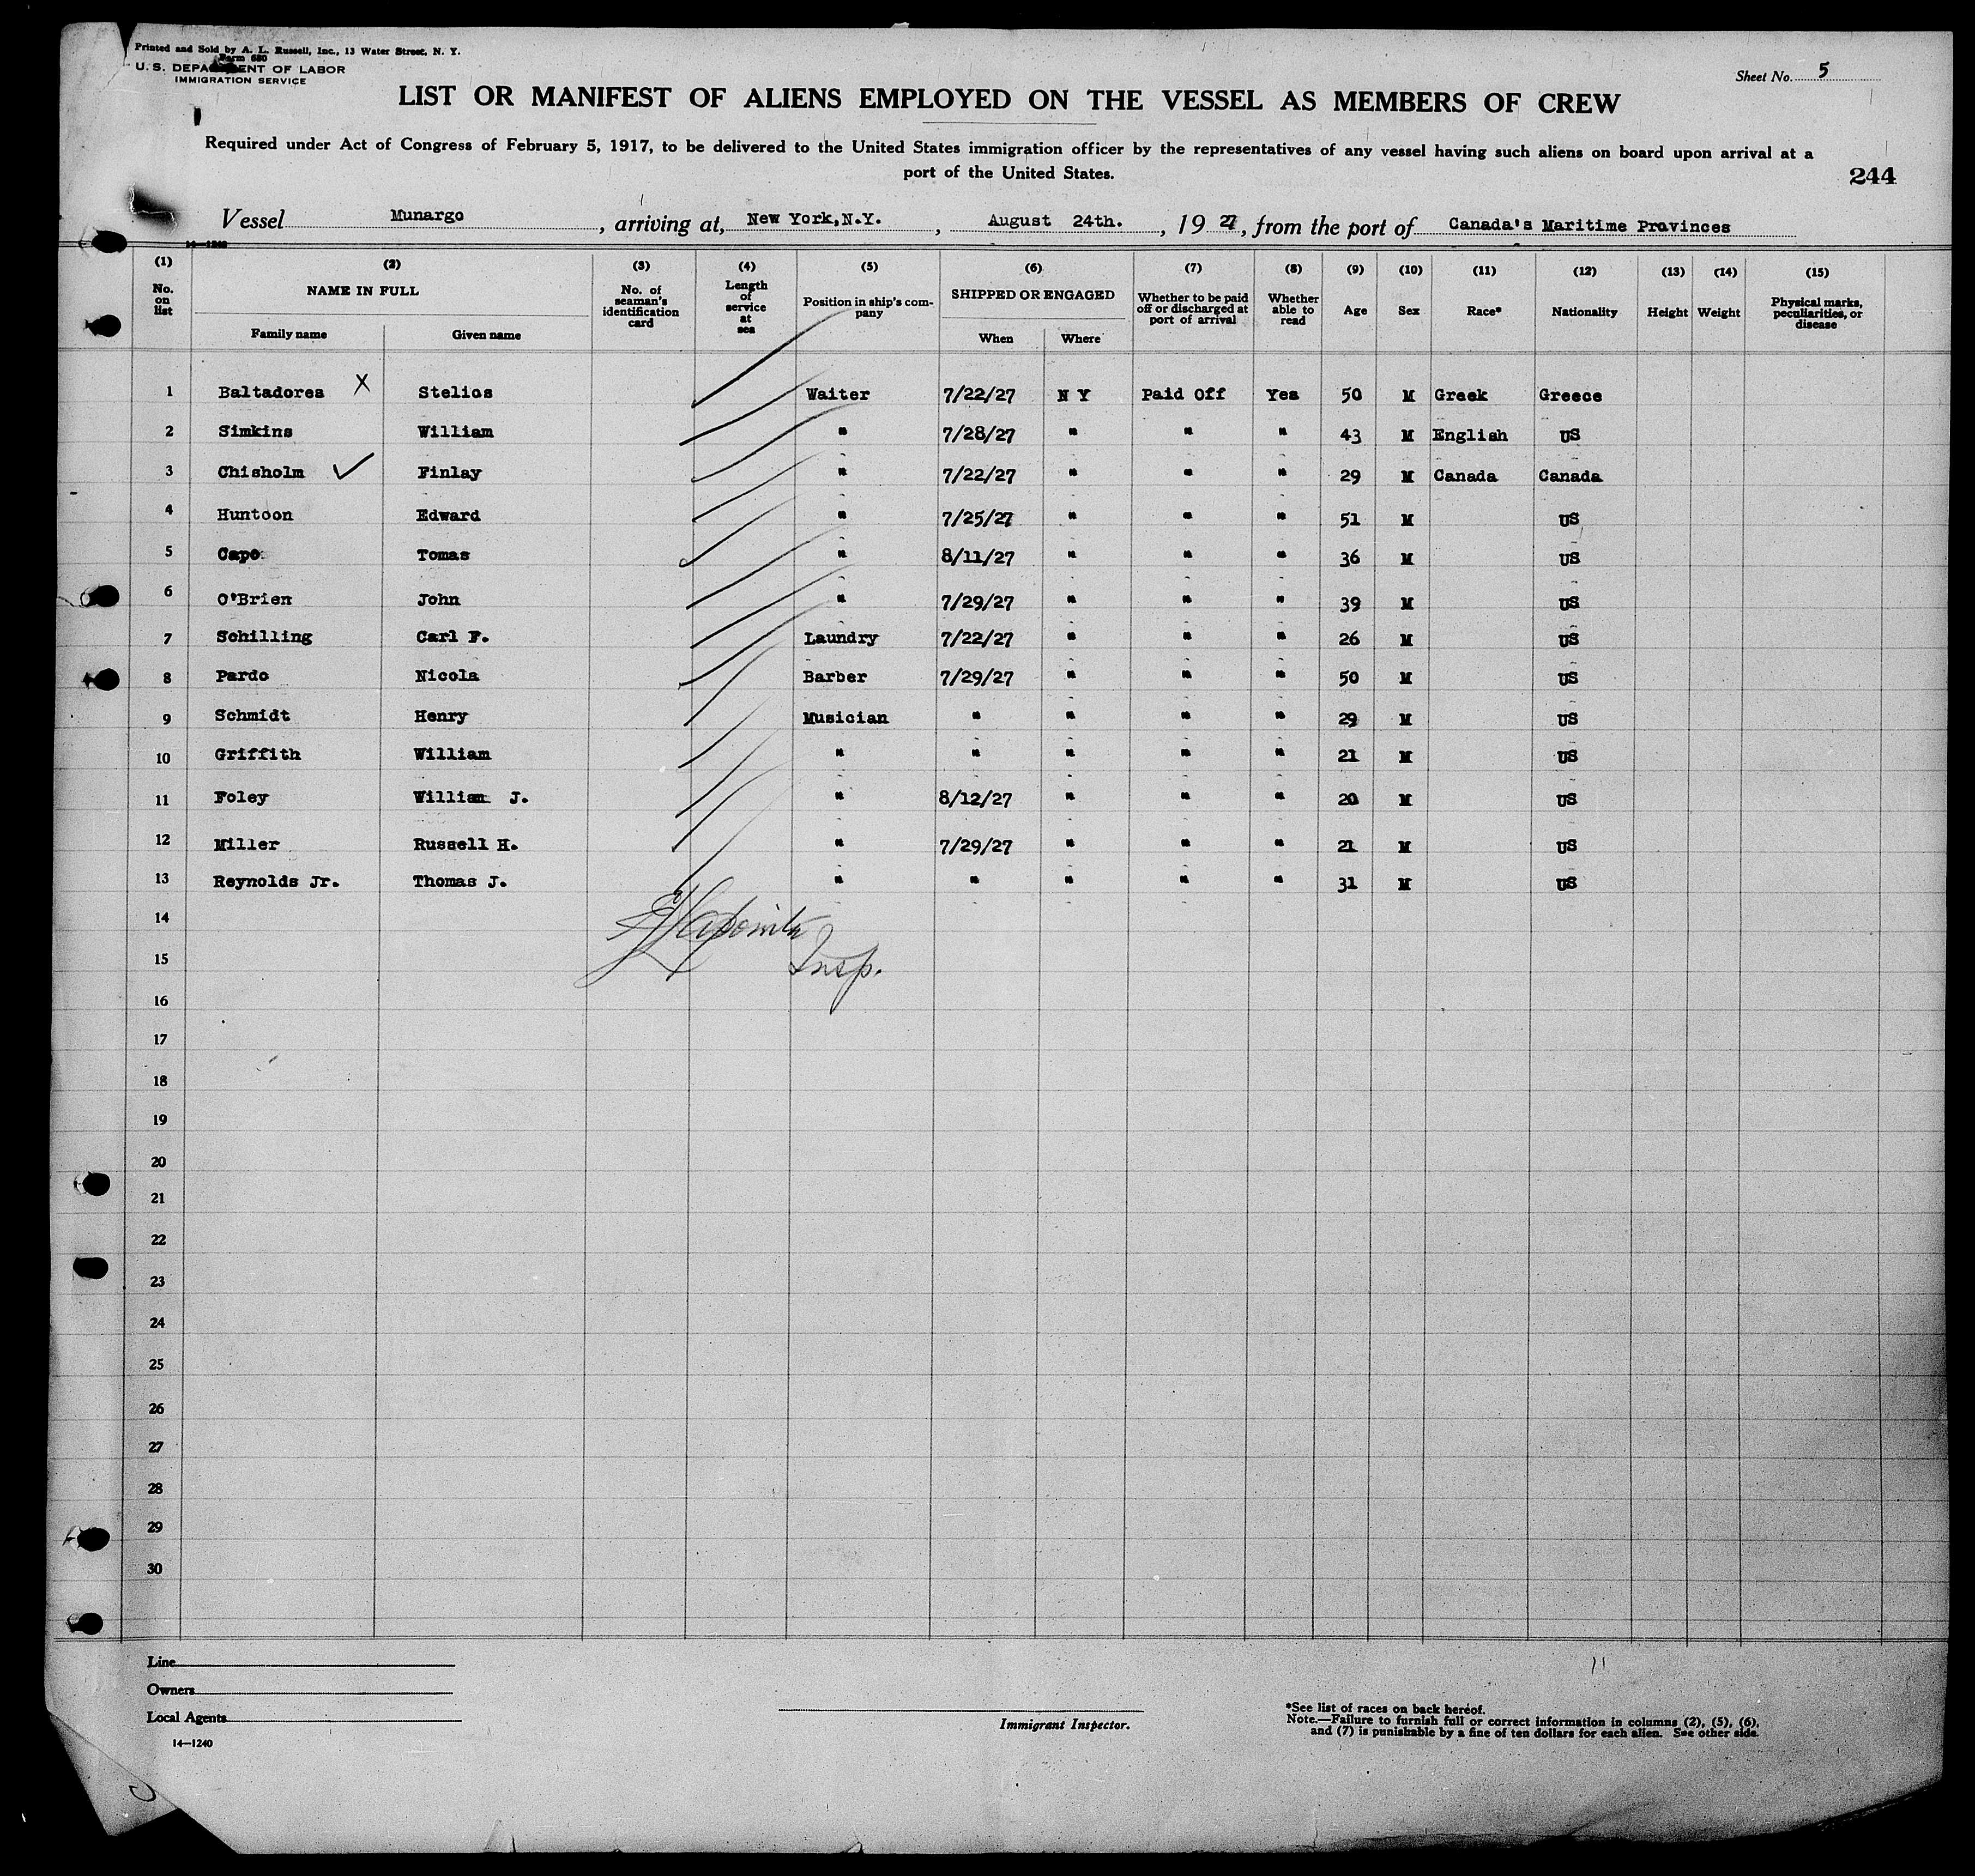 Printed and Sold by A. L. Russell, Inc., 13 Water Street, N. Y.
Form 680
U. S. DEPARTMENT OF LABOR
IMMIGRATION SERVICE
Sheet No. 5
LIST OR MANIFEST OF ALIENS EMPLOYED ON THE VESSEL AS MEMBERS OF CREW
Required under Act of Congress of February 5, 1917, to be delivered to the United States immigration officer by the representatives of any vessel having such aliens on board upon arrival at a
port of the United States.
244
Vessel Munargo, arriving at, New York,N.Y., August 24th., 19 27, from the port of Canada's Maritime Provinces
14—1240
(1) (2) (3) (4) (5) (6) (7) (8) (9) (10) (11) (12) (13) (14) (15)
No. on list NAME IN FULL No. of seaman's identification card Length of service at sea Position in ship's company SHIPPED OR ENGAGED Whether to be paid off or discharged at port of arrival Whether able to read Age Sex Race* Nationality Height Weight Physical marks, peculiarities, or disease
Family name Given name When Where
1 Baltadores X Stelios Waiter 7/22/27 N Y Paid Off Yes 50 M Greek Greece
2 Simkins William " 7/28/27 " " " 43 M English US
3 Chisholm ✓ Finlay " 7/22/27 " " " 29 M Canada Canada
4 Huntoon Edward " 7/25/27 " " " 51 M US
5 Capo Tomas " 8/11/27 " " " 36 M US
6 O'Brien John " 7/29/27 " " " 39 M US
7 Schilling Carl F. Laundry 7/22/27 " " " 26 M US
8 Pardo Nicola Barber 7/29/27 " " " 50 M US
9 Schmidt Henry Musician " " " " 29 M US
10 Griffith William " " " " " 21 M US
11 Foley William J. " 8/12/27 " " " 20 M US
12 Miller Russell H. " 7/29/27 " " " 21 M US
13 Reynolds Jr. Thomas J. " " " " " 31 M US
14
15 Insp.
16
17
18
19
20
21
22
23
24
25
26
27
28
29
30
Line
Owners
Local Agents
14—1240
Immigrant Inspector.
*See list of races on back hereof.
Note.—Failure to furnish full or correct information in columns (2), (5), (6),
and (7) is punishable by a fine of ten dollars for each alien. See other side.